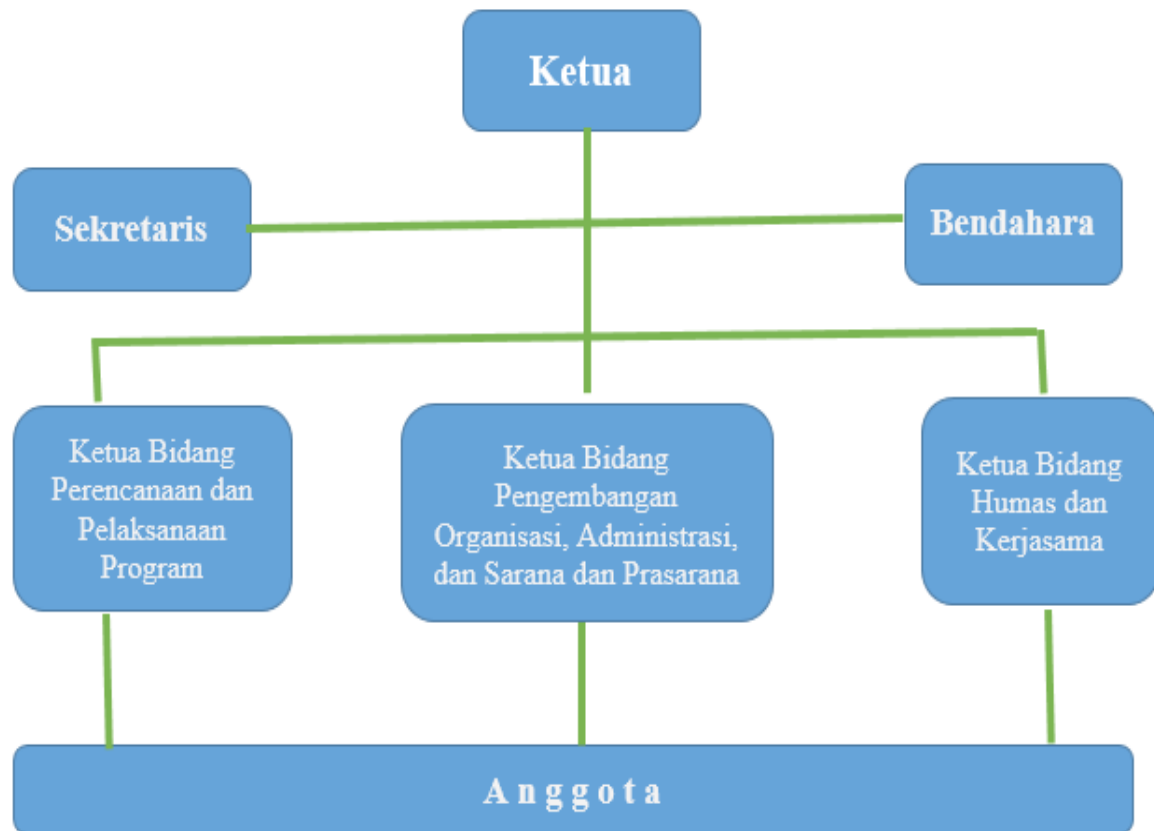 Ketua
Sekretaris
Bendahara
Ketua Bidang
Perencanaan dan
Pelaksanaan
Program
Ketua Bidang
Pengembangan
Organisasi, Administrasi,
dan Sarana dan Prasarana
Ketua Bidang
Humas dan
Kerjasama
Anggota